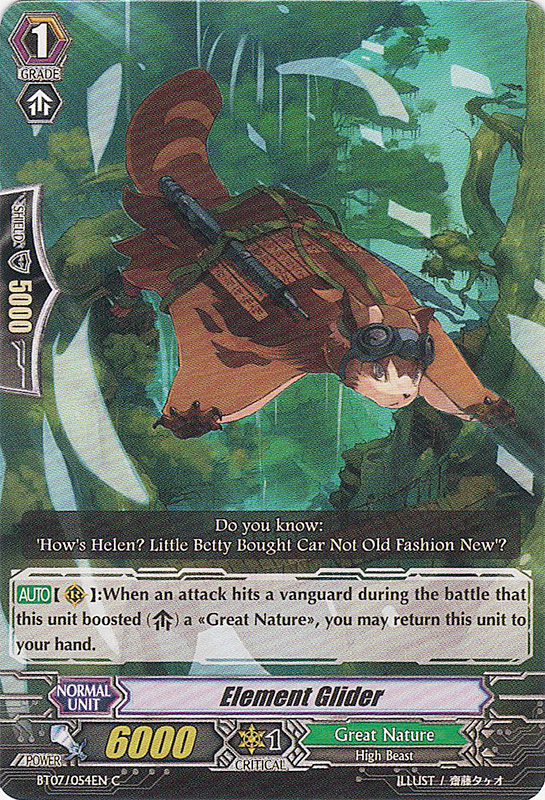 1
GRADE
SHIELD
5000
Do you know:
'How's Helen? Little Betty Bought Car Not Old Fashion New'?
AUTO【 】:When an attack hits a vanguard during the battle that
this unit boosted ( ) a «Great Nature», you may return this unit to
your hand.
NORMAL
UNIT
Element Glider
POWER
6000
1
CRITICAL
Great Nature
High Beast
BT07/054EN C
ILLUST / 齋藤タケオ